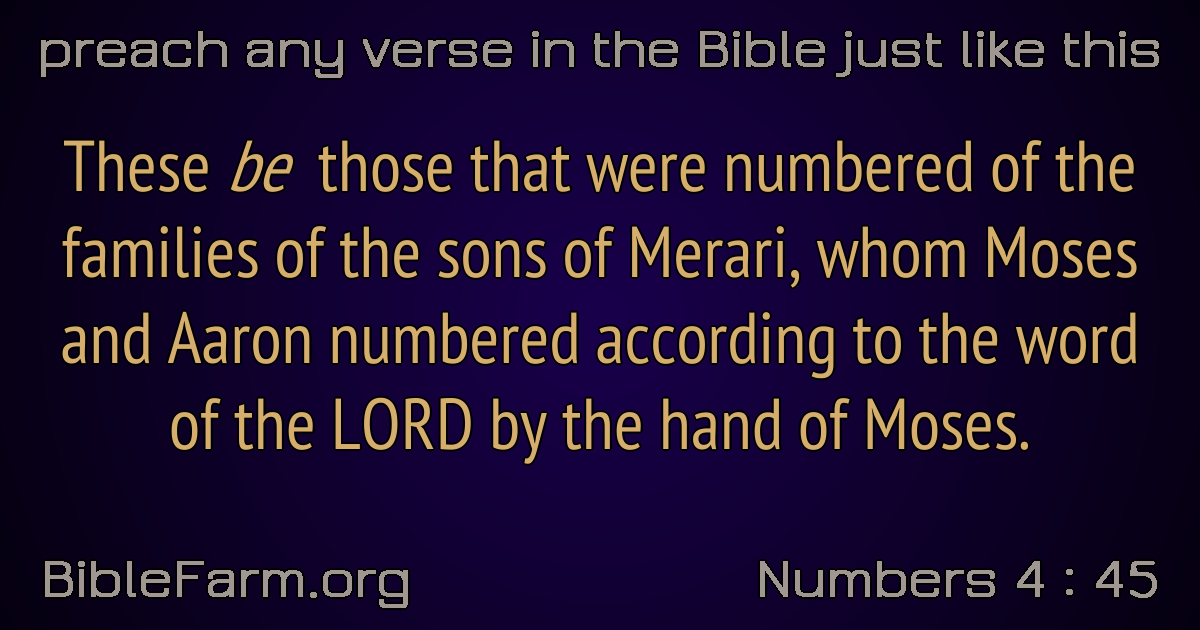 preach any verse in the Bible just like this
These be those that were numbered of the
families of the sons of Merari, whom Moses
and Aaron numbered according to the word
of the LORD by the hand of Moses.
BibleFarm.org
Numbers 4 : 45